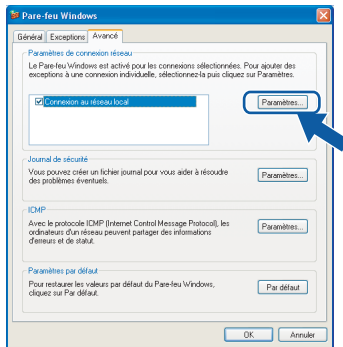 Pare-feu Windows
Général Exceptions Avancé
Paramètres de connexion réseau
Le Pare-feu Windows est activé pour les connexions sélectionnées. Pour ajouter des
exceptions à une connexion individuelle, sélectionnez-la puis cliquez sur Paramètres.
Connexion au réseau local
Paramètres...
Journal de sécurité
Vous pouvez créer un fichier journal pour vous aider à résoudre
des problèmes éventuels.
Paramètres...
ICMP
Avec le protocole ICMP (Internet Control Message Protocol), les
ordinateurs d'un réseau peuvent partager des informations
d'erreurs et de statut.
Paramètres...
Paramètres par défaut
Pour restaurer les valeurs par défaut du Pare-feu Windows,
cliquez sur Par défaut.
Par défaut
OK
Annuler